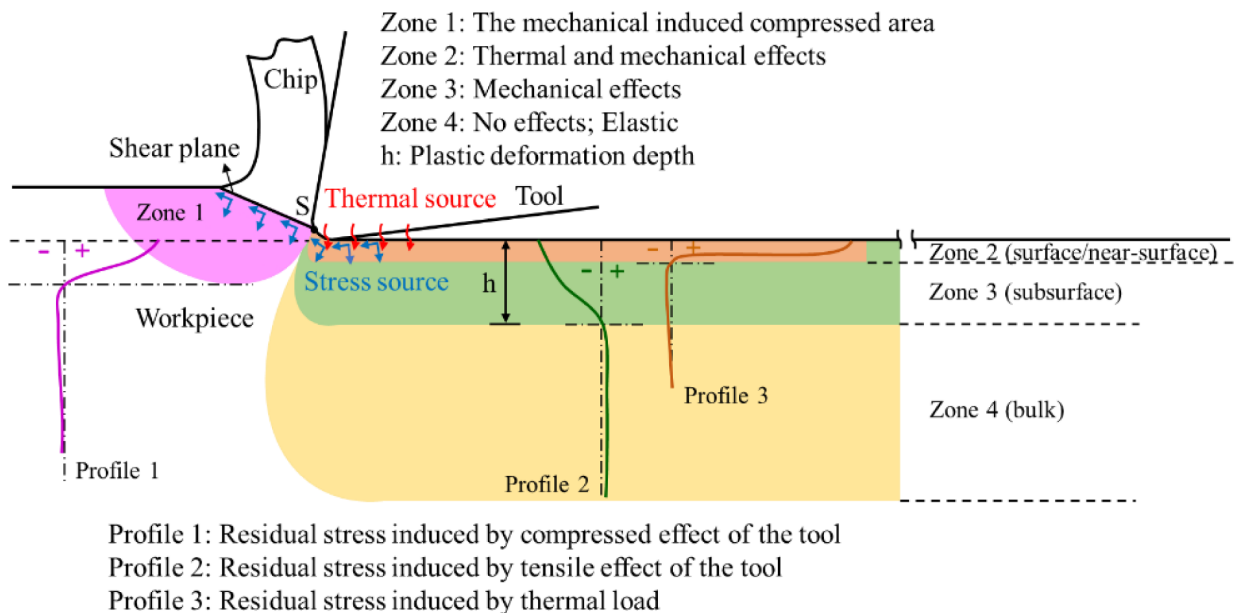 Zone 1: The mechanical induced compressed area
Zone 2: Thermal and mechanical effects
Zone 3: Mechanical effects
Zone 4: No effects; Elastic
h: Plastic deformation depth
Chip
Shear plane
S
Thermal source
Tool
Zone 1
- +
Stress source
h
- +
- +
Zone 2 (surface/near-surface)
Zone 3 (subsurface)
Workpiece
Profile 3
Zone 4 (bulk)
Profile 1
Profile 2
Profile 1: Residual stress induced by compressed effect of the tool
Profile 2: Residual stress induced by tensile effect of the tool
Profile 3: Residual stress induced by thermal load